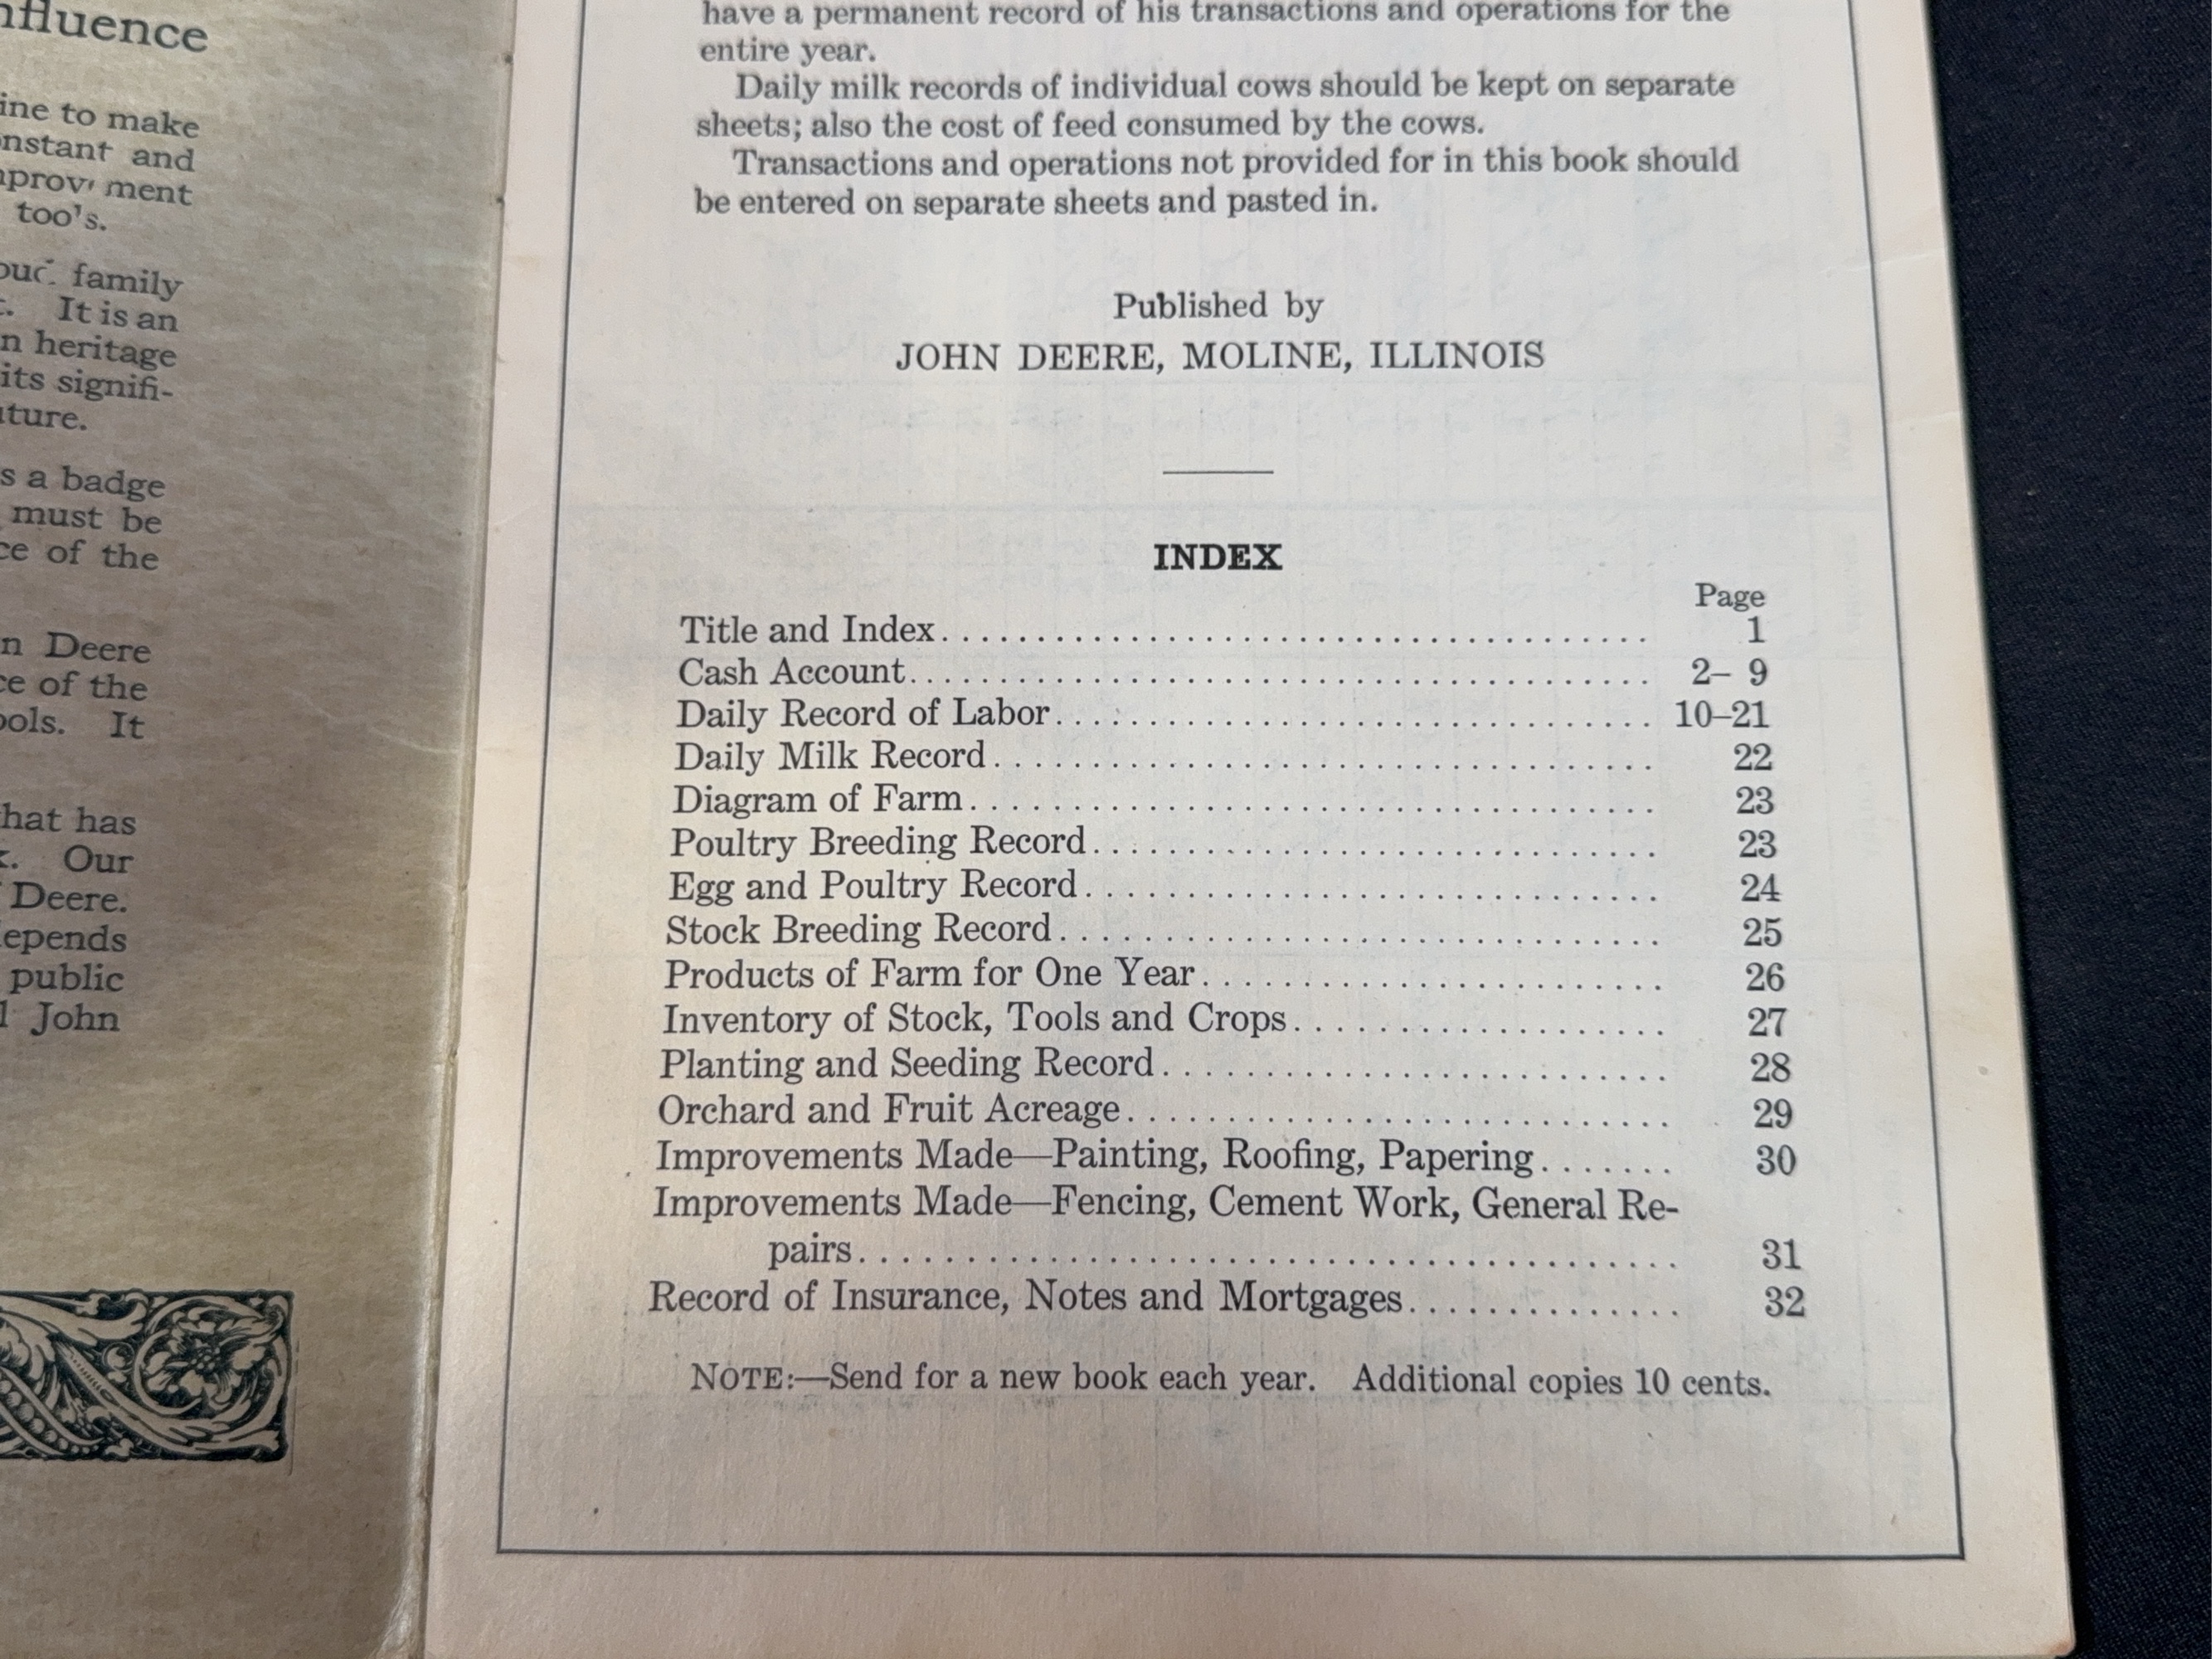 ine to make
and
ment
too's.
family
It is an
heritage
its signifi-
s a badge
must be
of the
Deere
of the
It
has
Our
Deere.
public
John
have a permanent record of his transactions and operations for the
entire year.
Daily milk records of individual cows should be kept on separate
sheets; also the cost of feed consumed by the cows.
Transactions and operations not provided for in this book should
be entered on separate sheets and pasted in.
Published by
JOHN DEERE, MOLINE, ILLINOIS
INDEX
Page
Title and Index 1
Cash Account 2– 9
Daily Record of Labor 10–21
Daily Milk Record 22
Diagram of Farm 23
Poultry Breeding Record 23
Egg and Poultry Record 24
Stock Breeding Record 25
Products of Farm for One Year 26
Inventory of Stock, Tools and Crops 27
Planting and Seeding Record 28
Orchard and Fruit Acreage 29
Improvements Made—Painting, Roofing, Papering 30
Improvements Made—Fencing, Cement Work, General Re-
pairs 31
Record of Insurance, Notes and Mortgages 32
NOTE:—Send for a new book each year. Additional copies 10 cents.